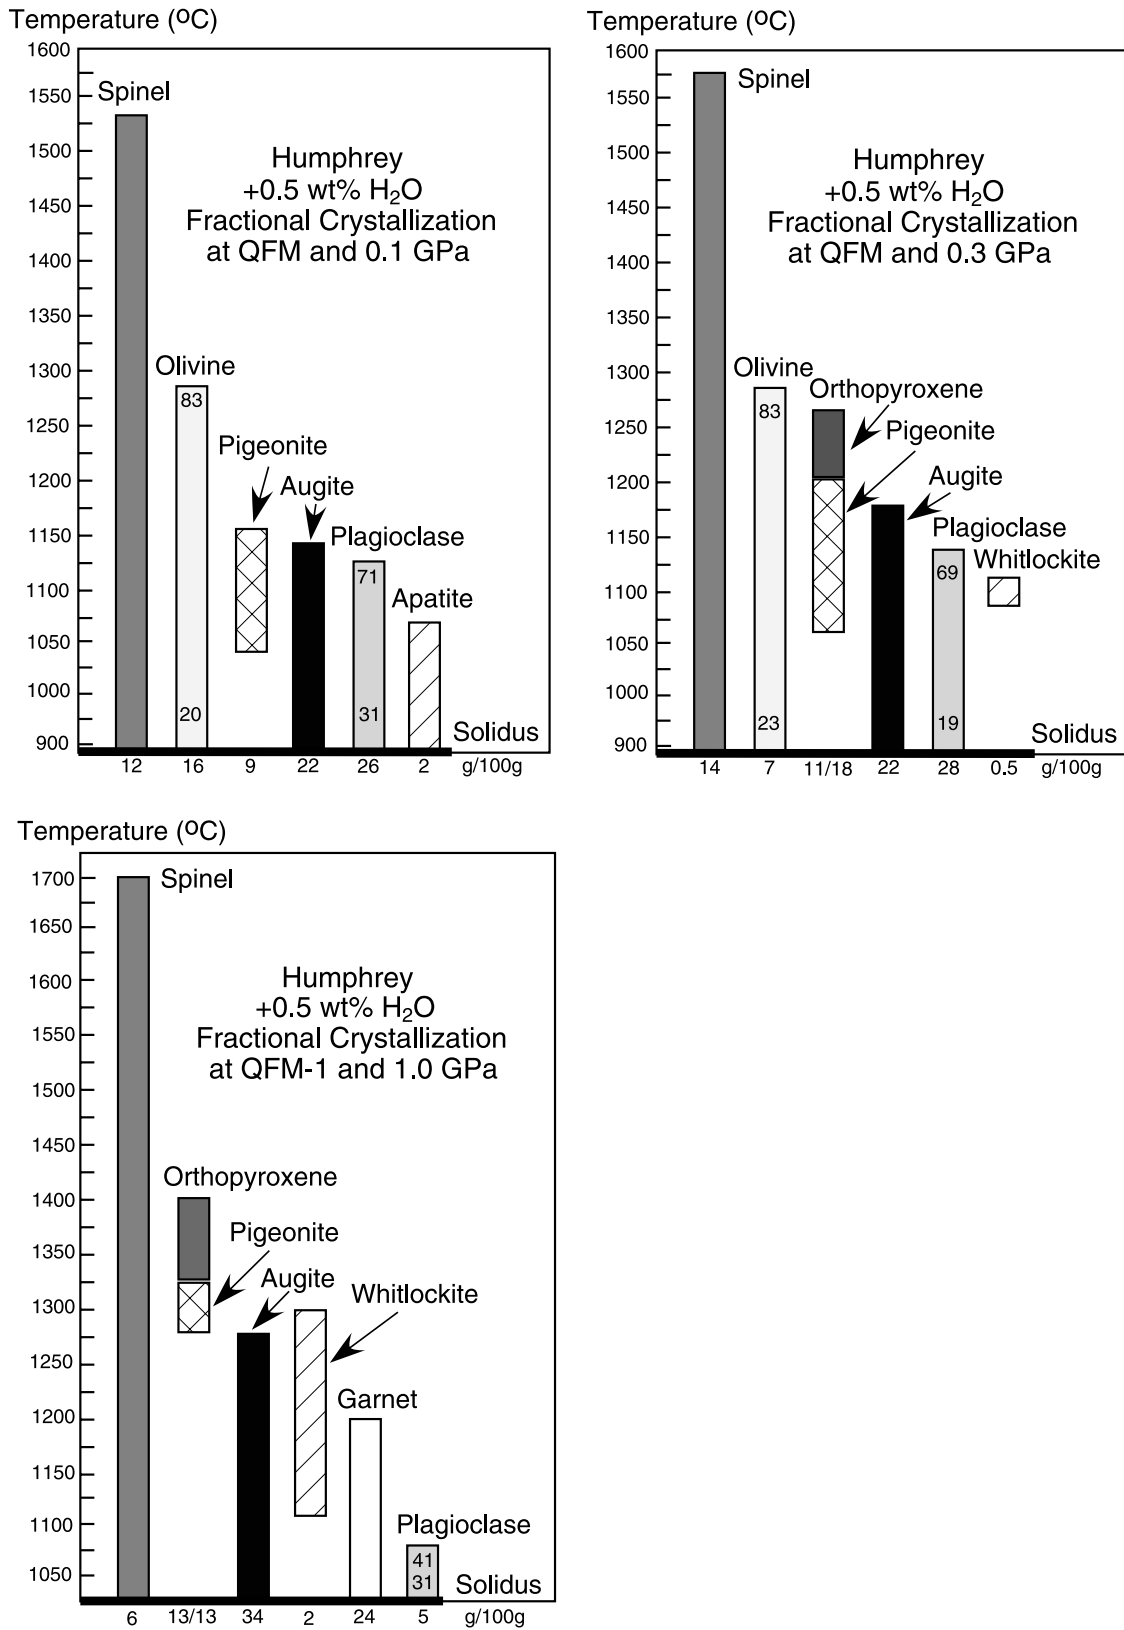 Temperature (ºC)
1600
1550
1500
1450
1400
1350
1300
1250
1200
1150
1100
1050
1000
900
Spinel
Humphrey
+0.5 wt% H₂O
Fractional Crystallization
at QFM and 0.1 GPa
Olivine
83
20
Pigeonite
Augite
Plagioclase
71
31
Apatite
Solidus
12 16 9 22 26 2 g/100g
Temperature (ºC)
1600
1550
1500
1450
1400
1350
1300
1250
1200
1150
1100
1050
1000
900
Spinel
Humphrey
+0.5 wt% H₂O
Fractional Crystallization
at QFM and 0.3 GPa
Olivine
83
23
Orthopyroxene
Pigeonite
Augite
Plagioclase
69
19
Whitlockite
Solidus
14 7 11/18 22 28 0.5 g/100g
Temperature (ºC)
1700
1650
1600
1550
1500
1450
1400
1350
1300
1250
1200
1150
1100
1050
Spinel
Humphrey
+0.5 wt% H₂O
Fractional Crystallization
at QFM-1 and 1.0 GPa
Orthopyroxene
Pigeonite
Augite
Whitlockite
Garnet
Plagioclase
41
31
Solidus
6 13/13 34 2 24 5 g/100g